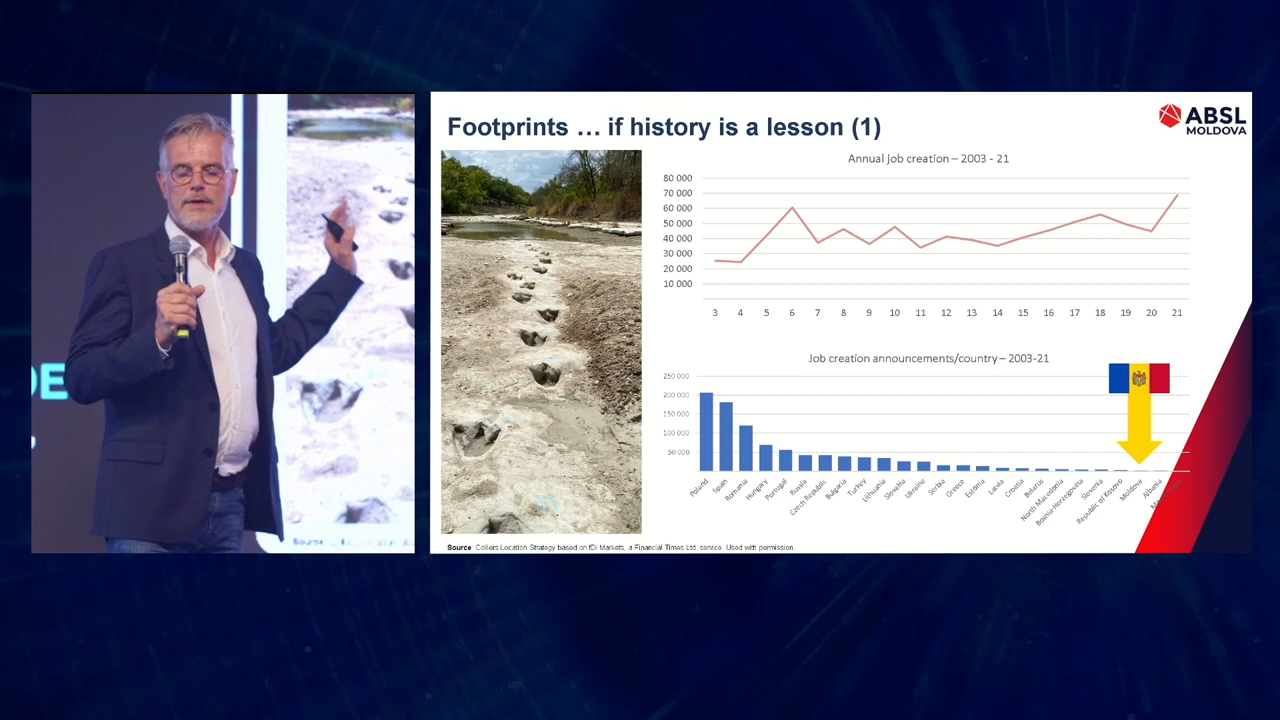 DE
Footprints … if history is a lesson (1)
ABSL
MOLDOVA
Annual job creation – 2003 - 21
80 000
70 000
60 000
50 000
40 000
30 000
20 000
10 000
3 4 5 6 7 8 9 10 11 12 13 14 15 16 17 18 19 20 21
Job creation announcements/country – 2003-21
250 000
200 000
150 000
100 000
50 000
Poland Spain Romania Hungary Portugal Russia Czech Republic Bulgaria Turkey Lithuania Slovakia Ukraine Serbia Greece Estonia Latvia Croatia Belarus North Macedonia Bosnia-Herzegovina Slovenia Republic of Kosovo Moldova Albania
Source: Colliers Location Strategy based on fDi Markets, a Financial Times Ltd. service. Used with permission.